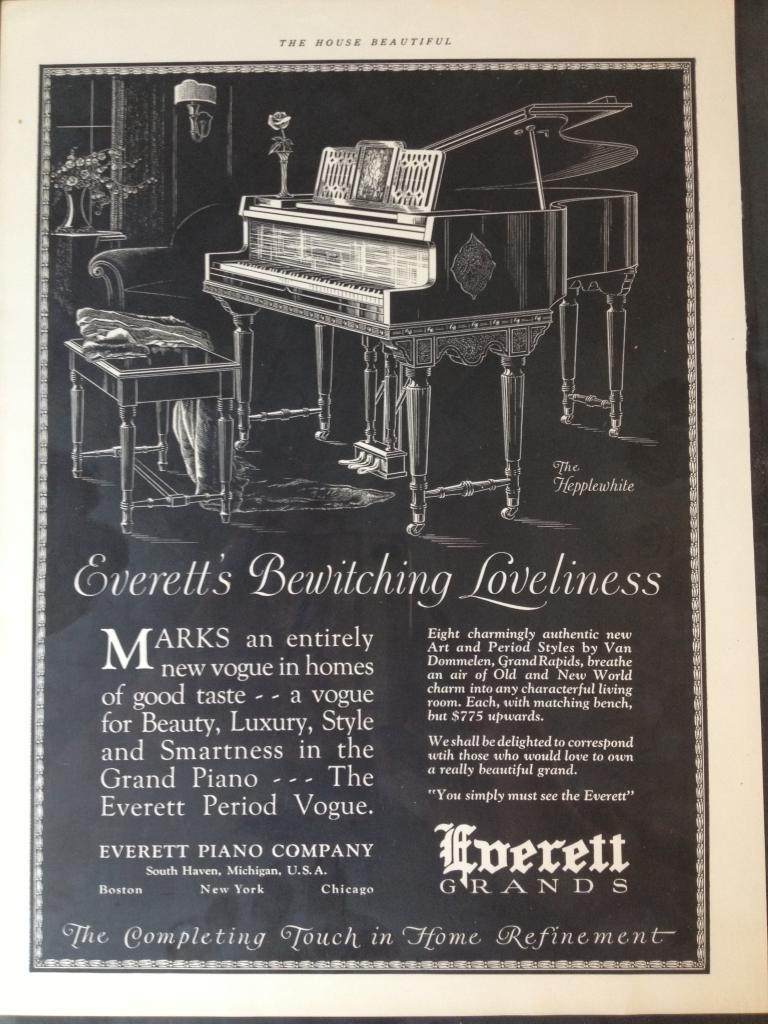 THE HOUSE BEAUTIFUL
The
Hepplewhite
Everett's Bewitching Loveliness
MARKS an entirely
new vogue in homes
of good taste - - a vogue
for Beauty, Luxury, Style
and Smartness in the
Grand Piano - - - The
Everett Period Vogue.
EVERETT PIANO COMPANY
South Haven, Michigan, U.S.A.
Boston New York Chicago
Eight charmingly authentic new
Art and Period Styles by Van
Dommelen, Grand Rapids, breathe
an air of Old and New World
charm into any characterful living
room. Each, with matching bench,
but $775 upwards.
We shall be delighted to correspond
wtih those who would love to own
a really beautiful grand.
"You simply must see the Everett"
Everett
GRANDS
The Completing Touch in Home Refinement